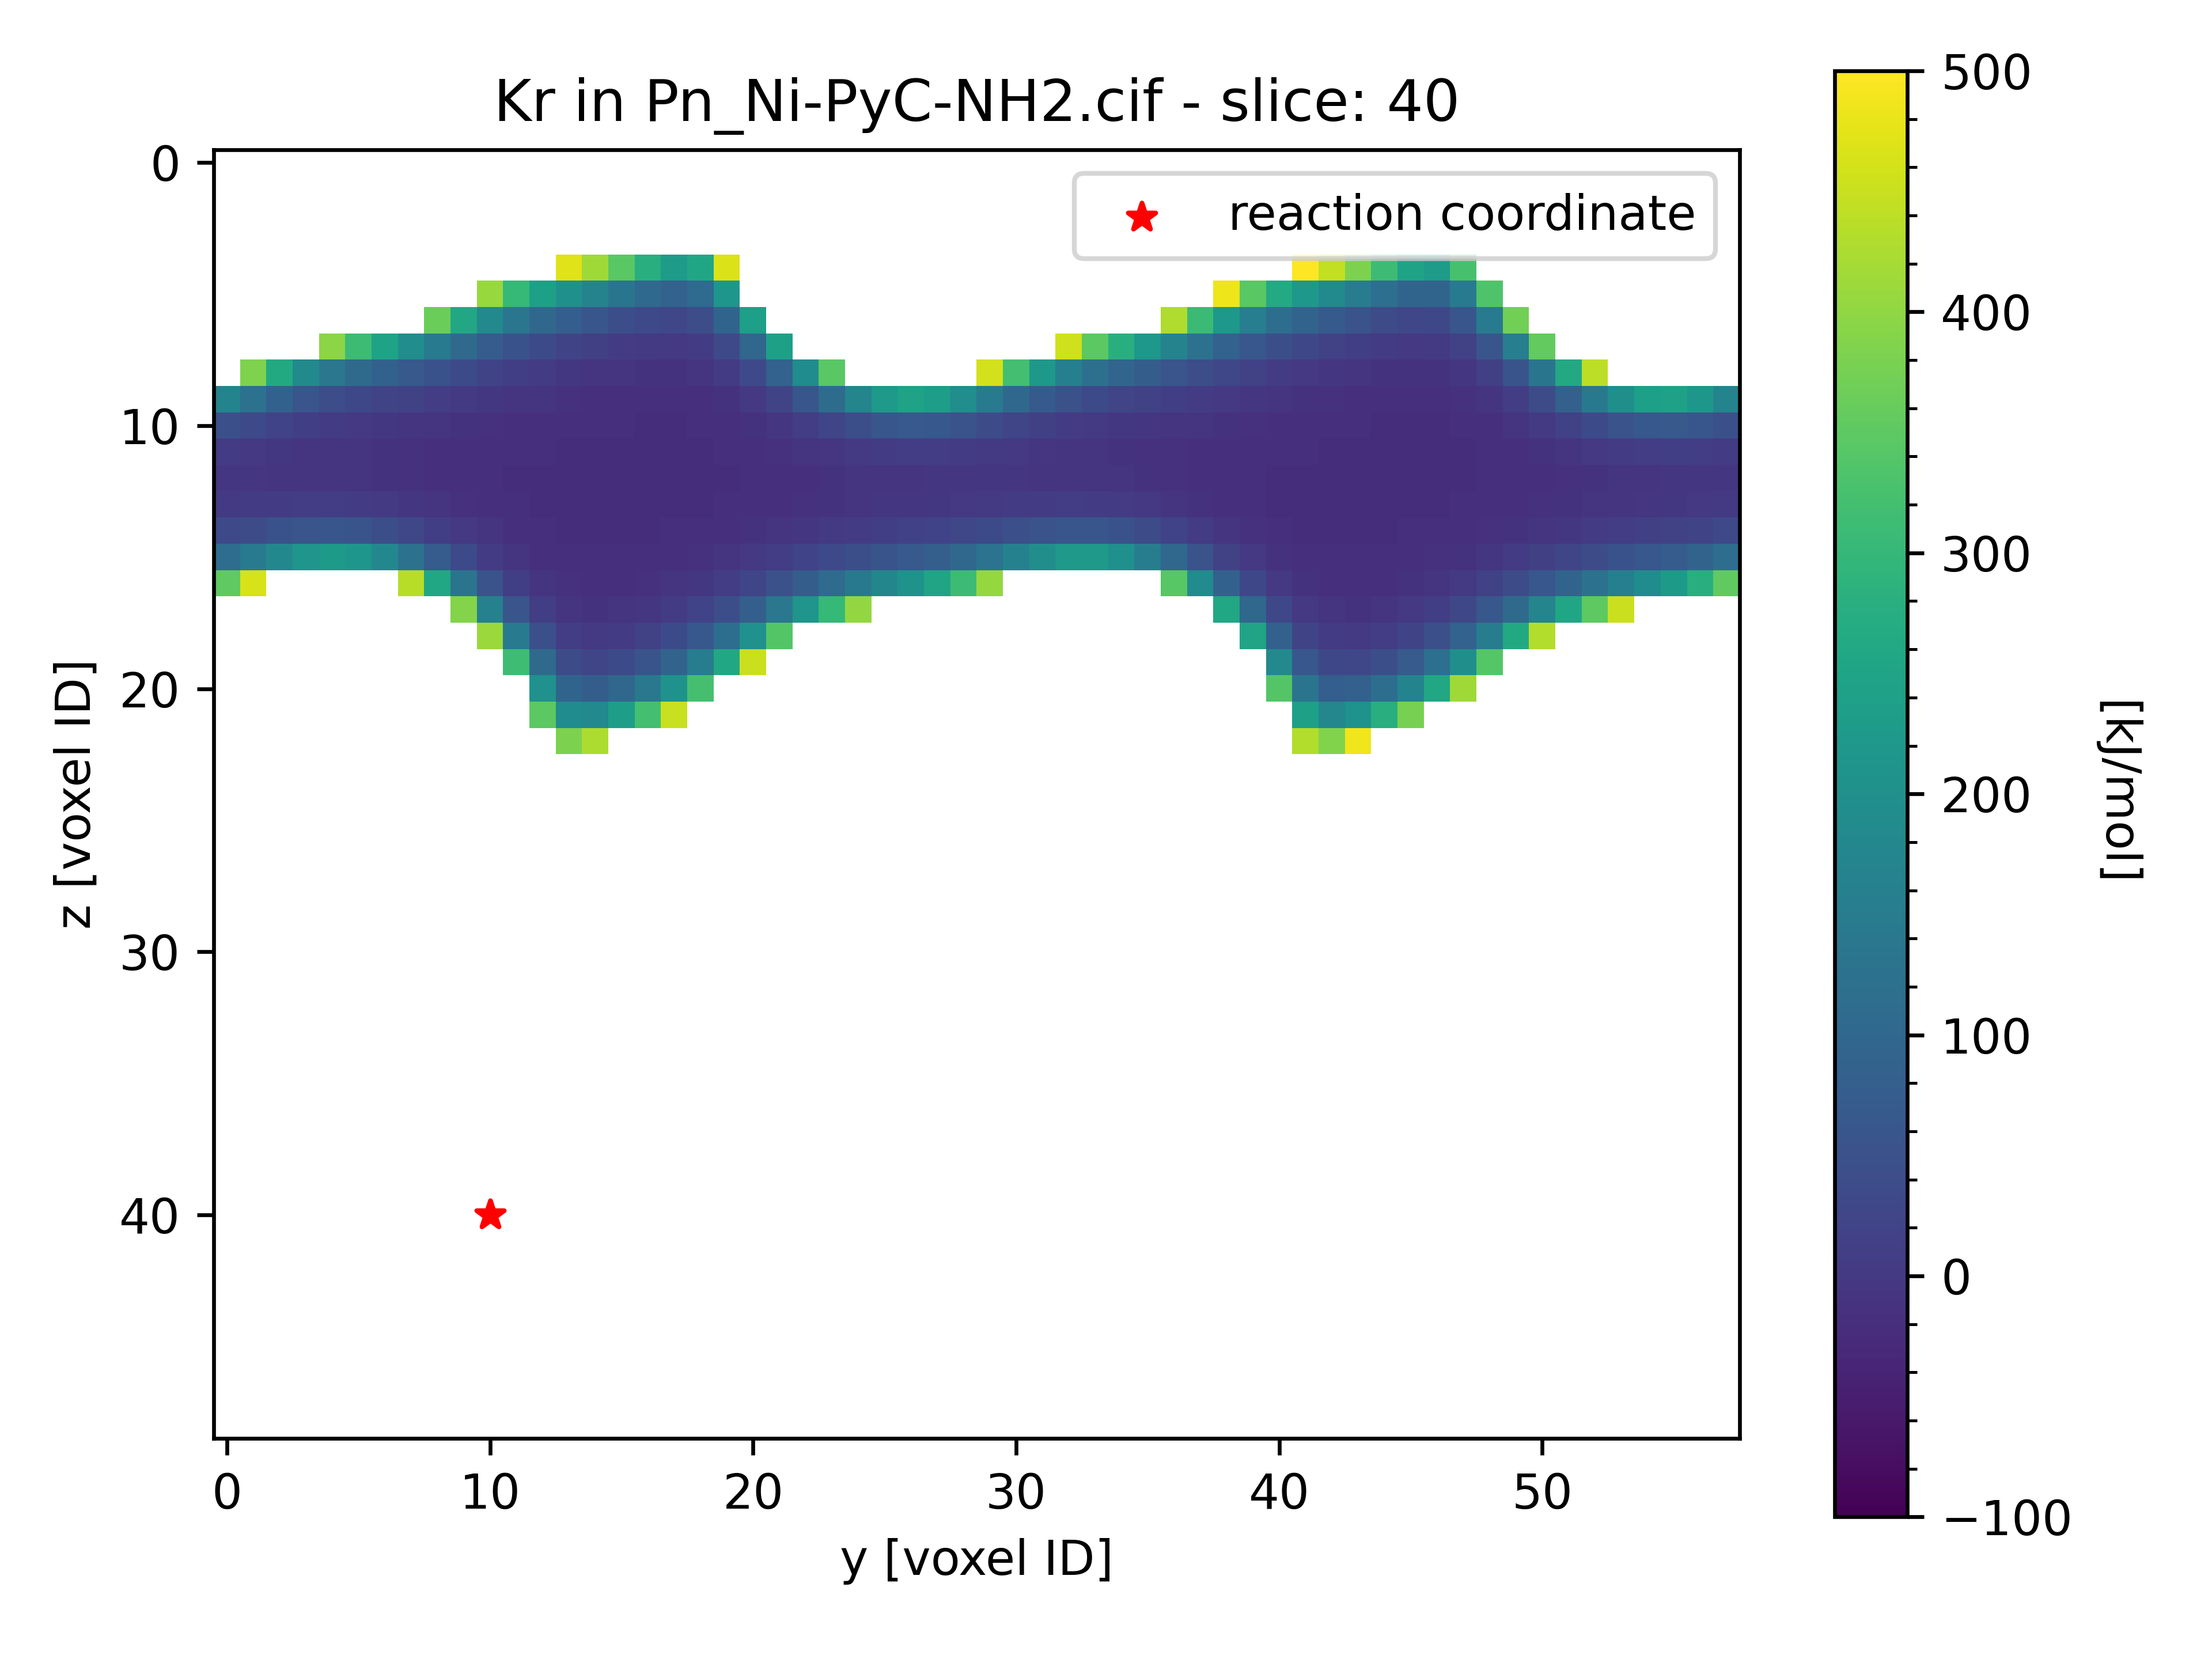 Kr in Pn_Ni-PyC-NH2.cif - slice: 40
reaction coordinate
0
10
20
30
40
z [voxel ID]
0 10 20 30 40 50
y [voxel ID]
500
400
300
200
100
0
−100
[kJ/mol]